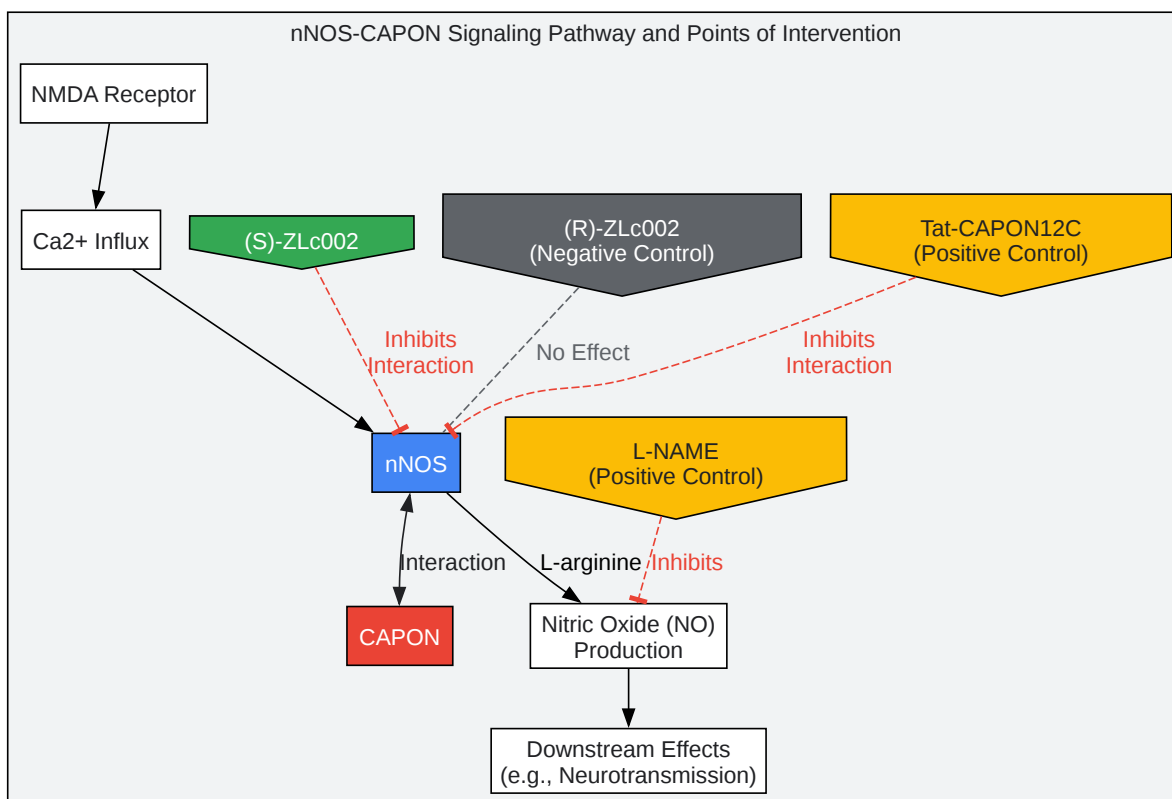 nNOS-CAPON Signaling Pathway and Points of Intervention
NMDA Receptor
Ca2+ Influx
(S)-ZLc002
(R)-ZLc002
(Negative Control)
Tat-CAPON12C
(Positive Control)
Inhibits
Interaction
No Effect
Inhibits
Interaction
nNOS
L-NAME
(Positive Control)
Interaction
L-arginine
Inhibits
CAPON
Nitric Oxide (NO)
Production
Downstream Effects
(e.g., Neurotransmission)